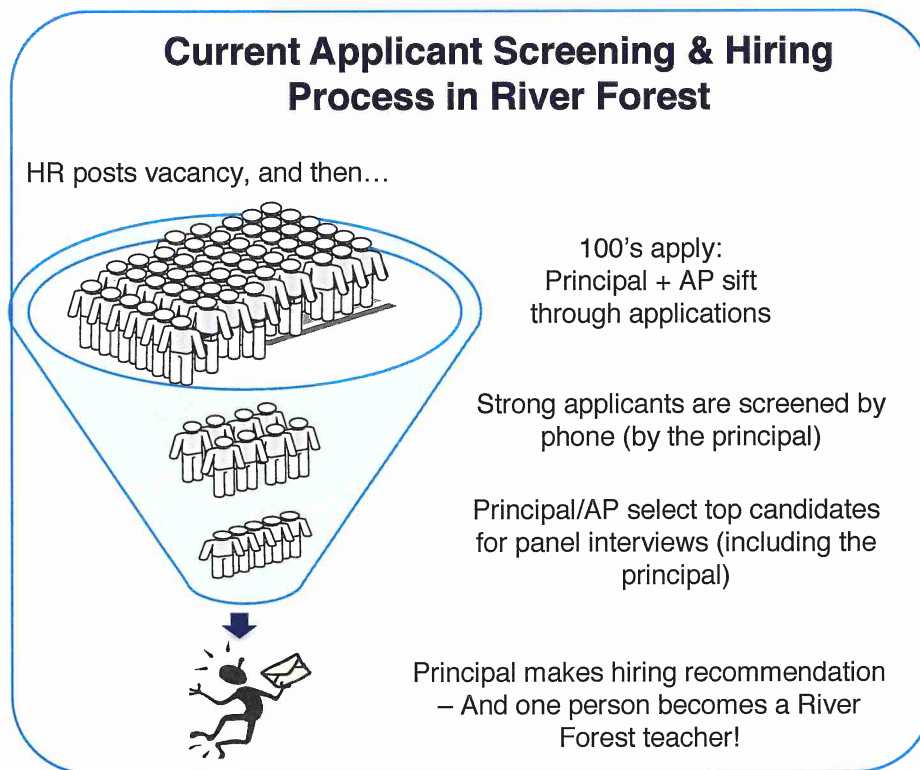 Current Applicant Screening & Hiring
Process in River Forest
HR posts vacancy, and then…
100's apply:
Principal + AP sift
through applications
Strong applicants are screened by
phone (by the principal)
Principal/AP select top candidates
for panel interviews (including the
principal)
Principal makes hiring recommendation
– And one person becomes a River
Forest teacher!